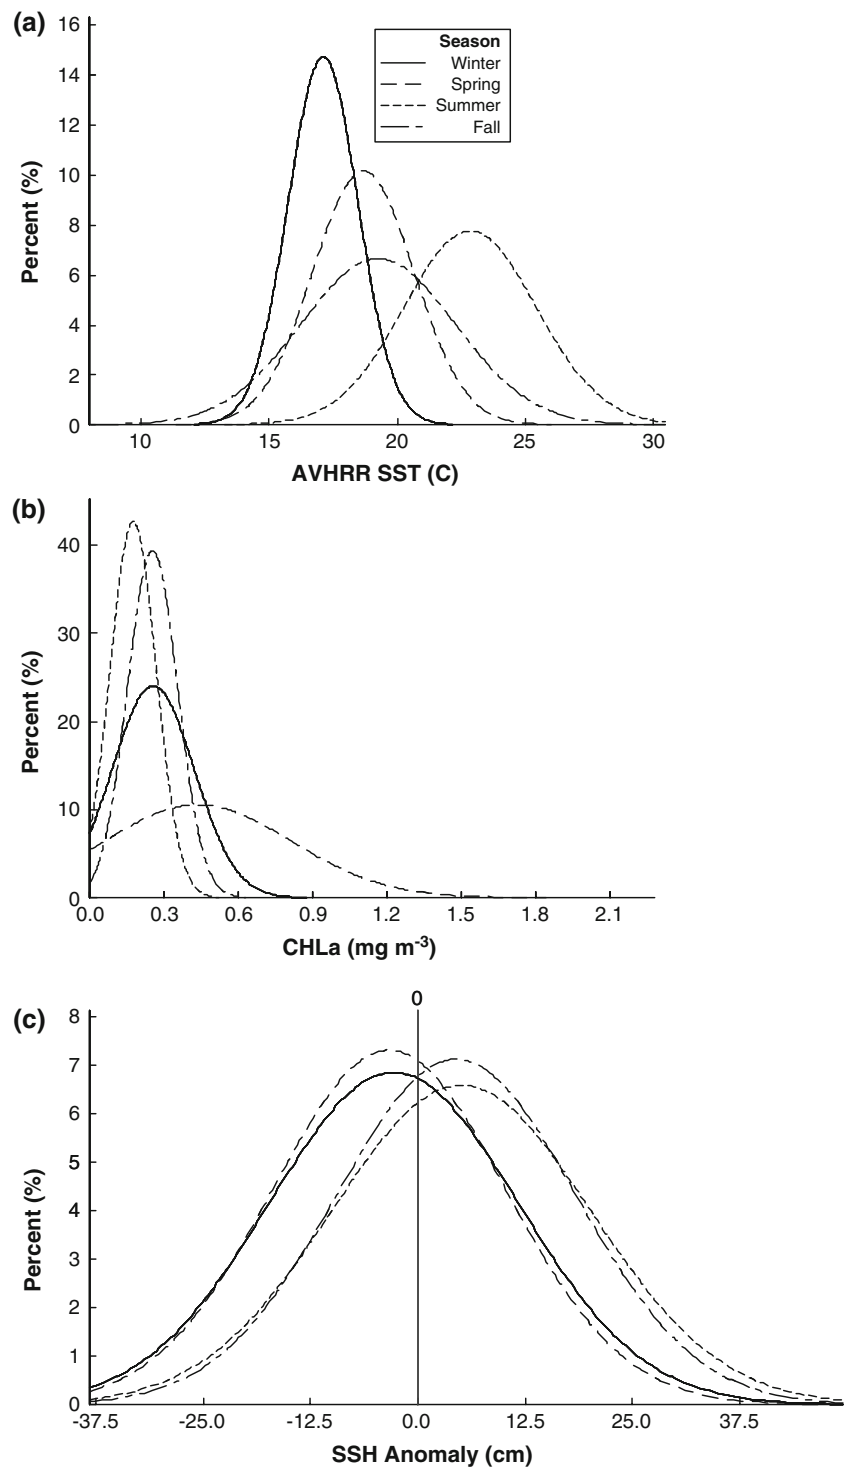 (a)
16
14
12
10
8
6
4
2
0
Percent (%)
Season
Winter
Spring
Summer
Fall
10 15 20 25 30
AVHRR SST (C)
(b)
40
30
20
10
0
Percent (%)
0.0 0.3 0.6 0.9 1.2 1.5 1.8 2.1
CHLa (mg m-3)
(c)
0
8
7
6
5
4
3
2
1
0
Percent (%)
-37.5 -25.0 -12.5 0.0 12.5 25.0 37.5
SSH Anomaly (cm)